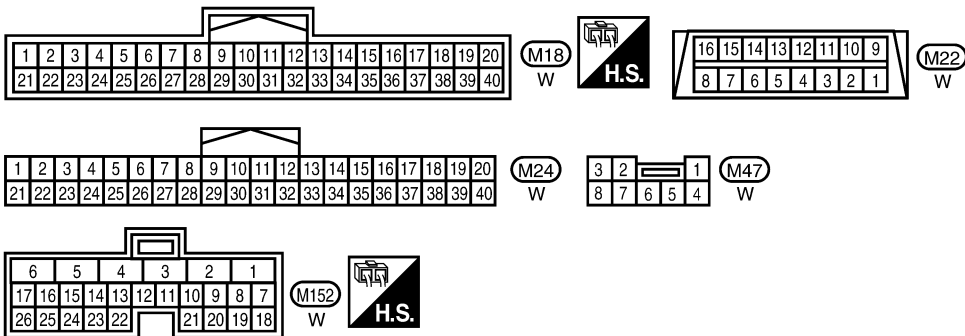 1 2 3 4 5 6 7 8 9 10 11 12 13 14 15 16 17 18 19 20
21 22 23 24 25 26 27 28 29 30 31 32 33 34 35 36 37 38 39 40
M18
W
H.S.
16 15 14 13 12 11 10 9
8 7 6 5 4 3 2 1
M22
W
1 2 3 4 5 6 7 8 9 10 11 12 13 14 15 16 17 18 19 20
21 22 23 24 25 26 27 28 29 30 31 32 33 34 35 36 37 38 39 40
M24
W
3 2 1
8 7 6 5 4
M47
W
6 5 4 3 2 1
17 16 15 14 13 12 11 10 9 8 7
26 25 24 23 22 21 20 19 18
M152
W
H.S.